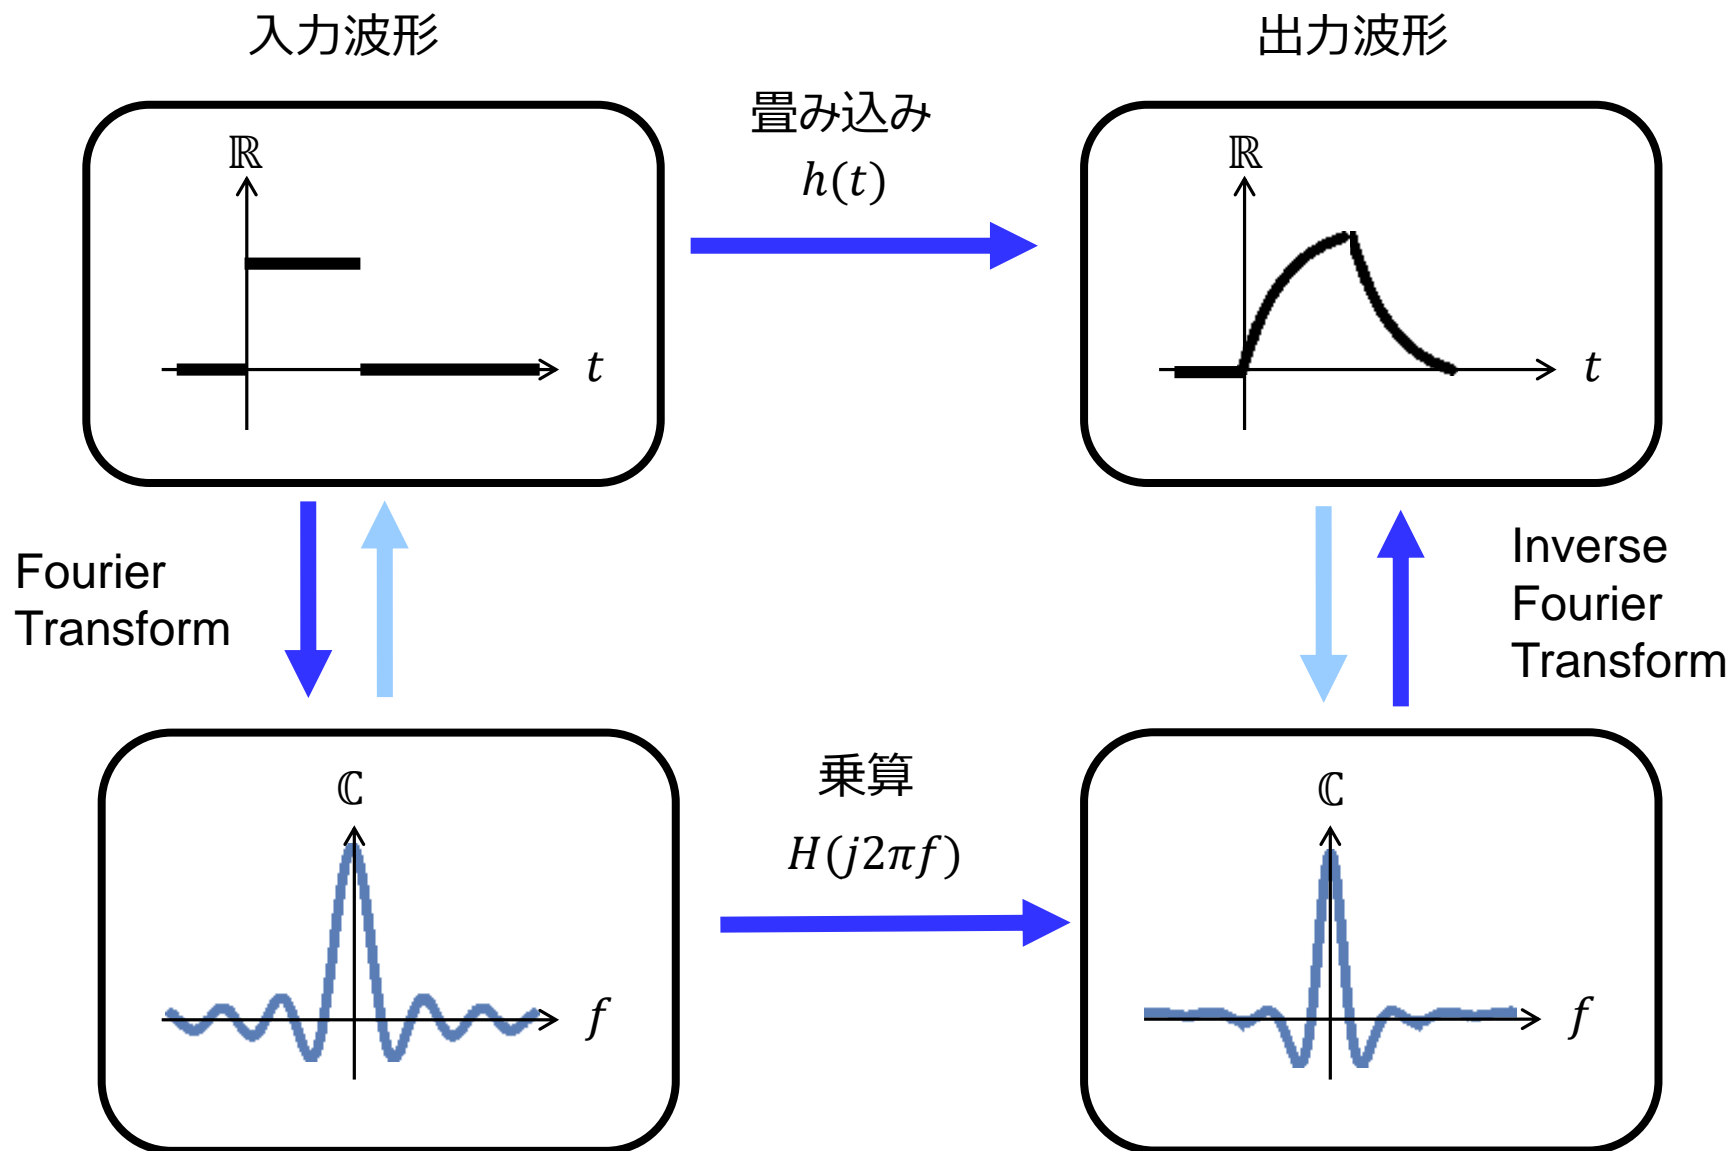 入力波形
出力波形
畳み込み
h(t)
ℝ
t
ℝ
t
Fourier
Transform
Inverse
Fourier
Transform
乗算
H(j2πf)
ℂ
f
ℂ
f